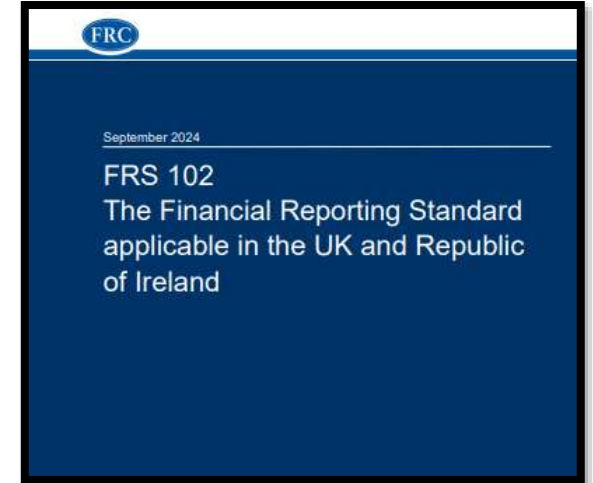 FRC
September 2024
FRS 102
The Financial Reporting Standard
applicable in the UK and Republic
of Ireland